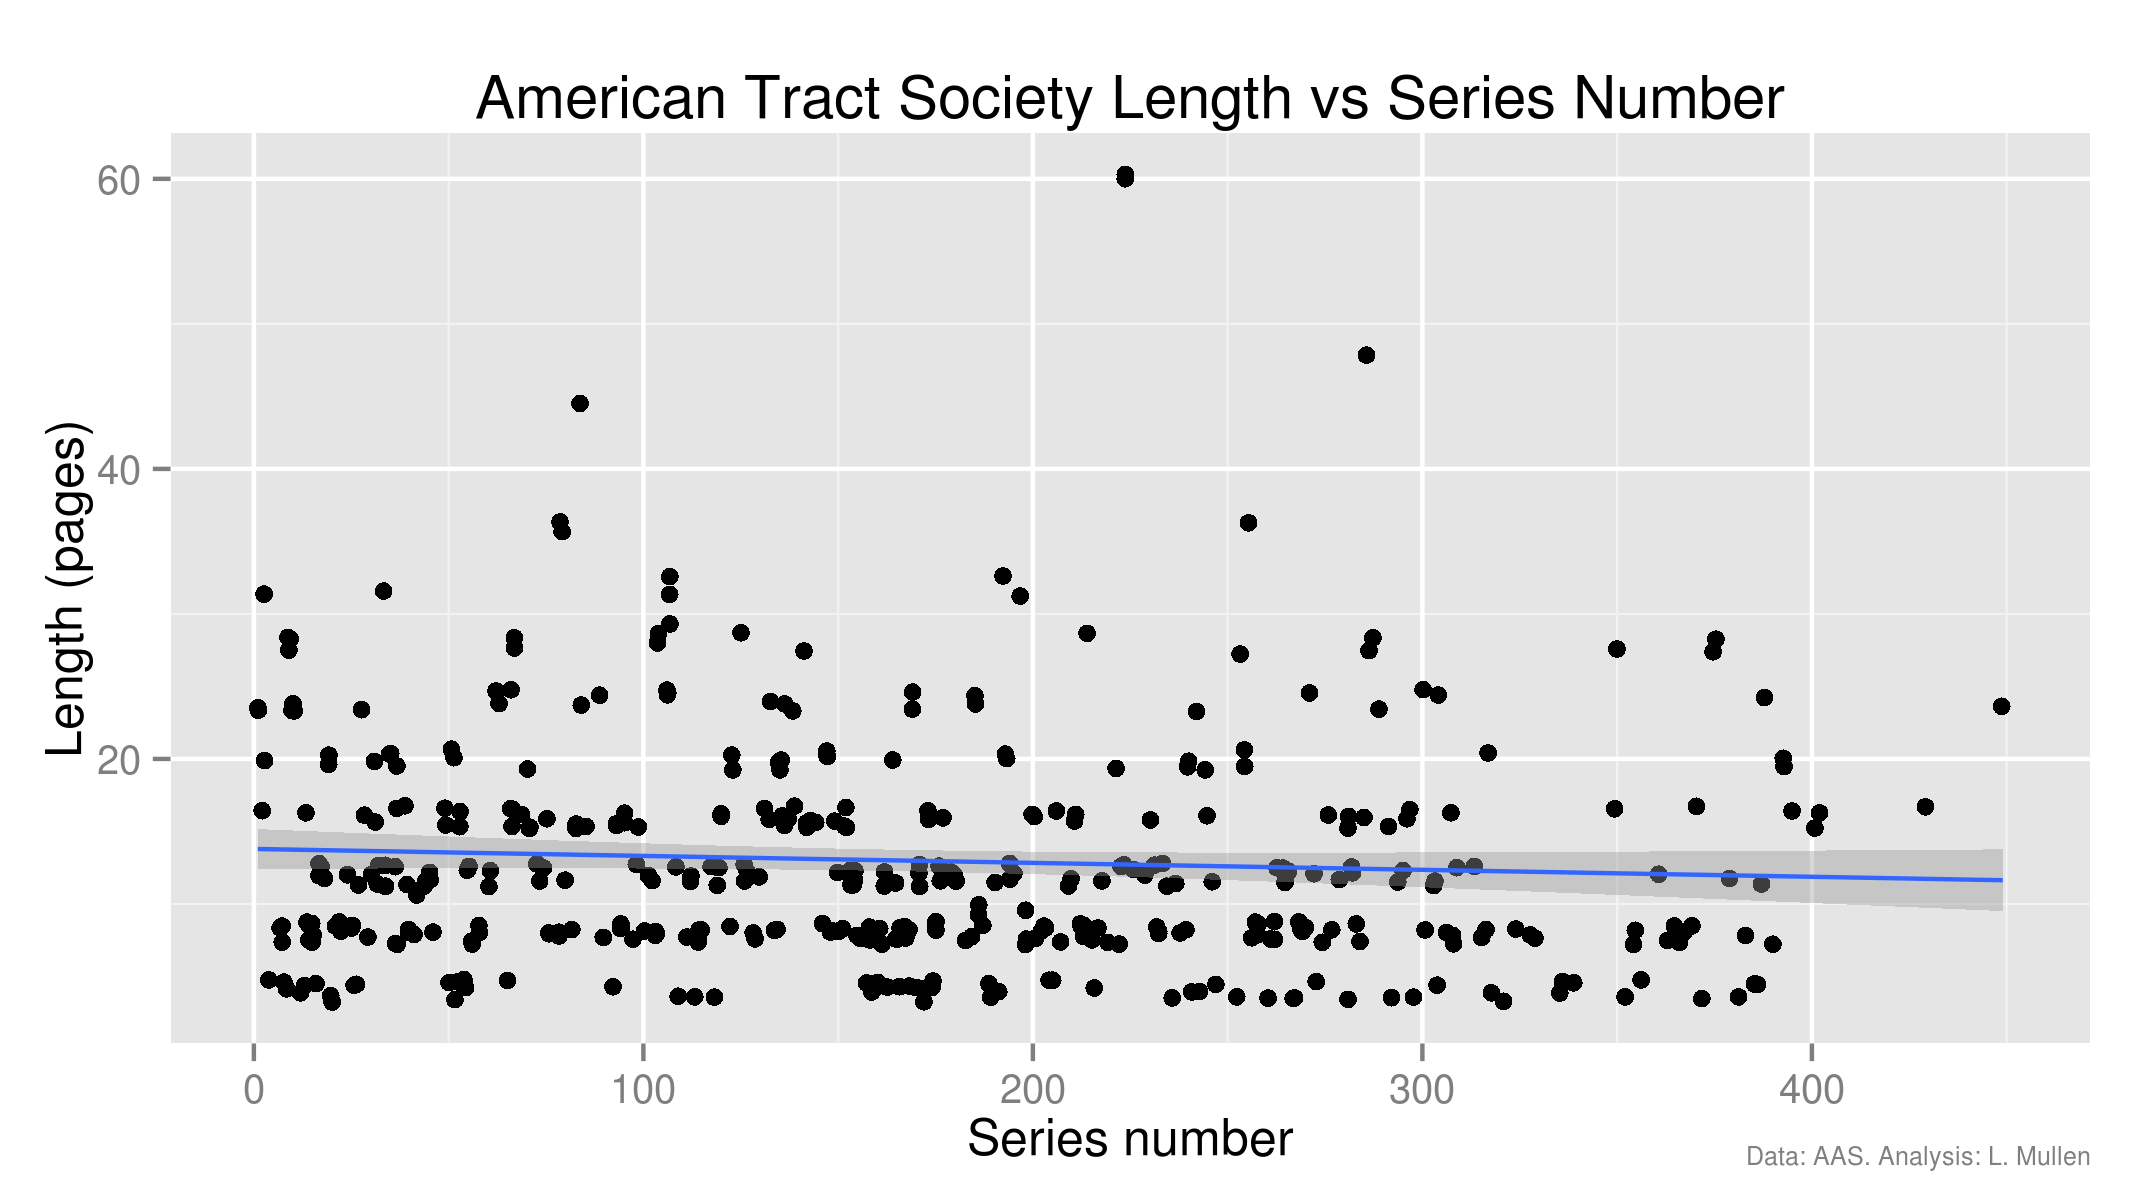 American Tract Society Length vs Series Number
Length (pages)
60
40
20
0 100 200 300 400
Series number
Data: AAS. Analysis: L. Mullen